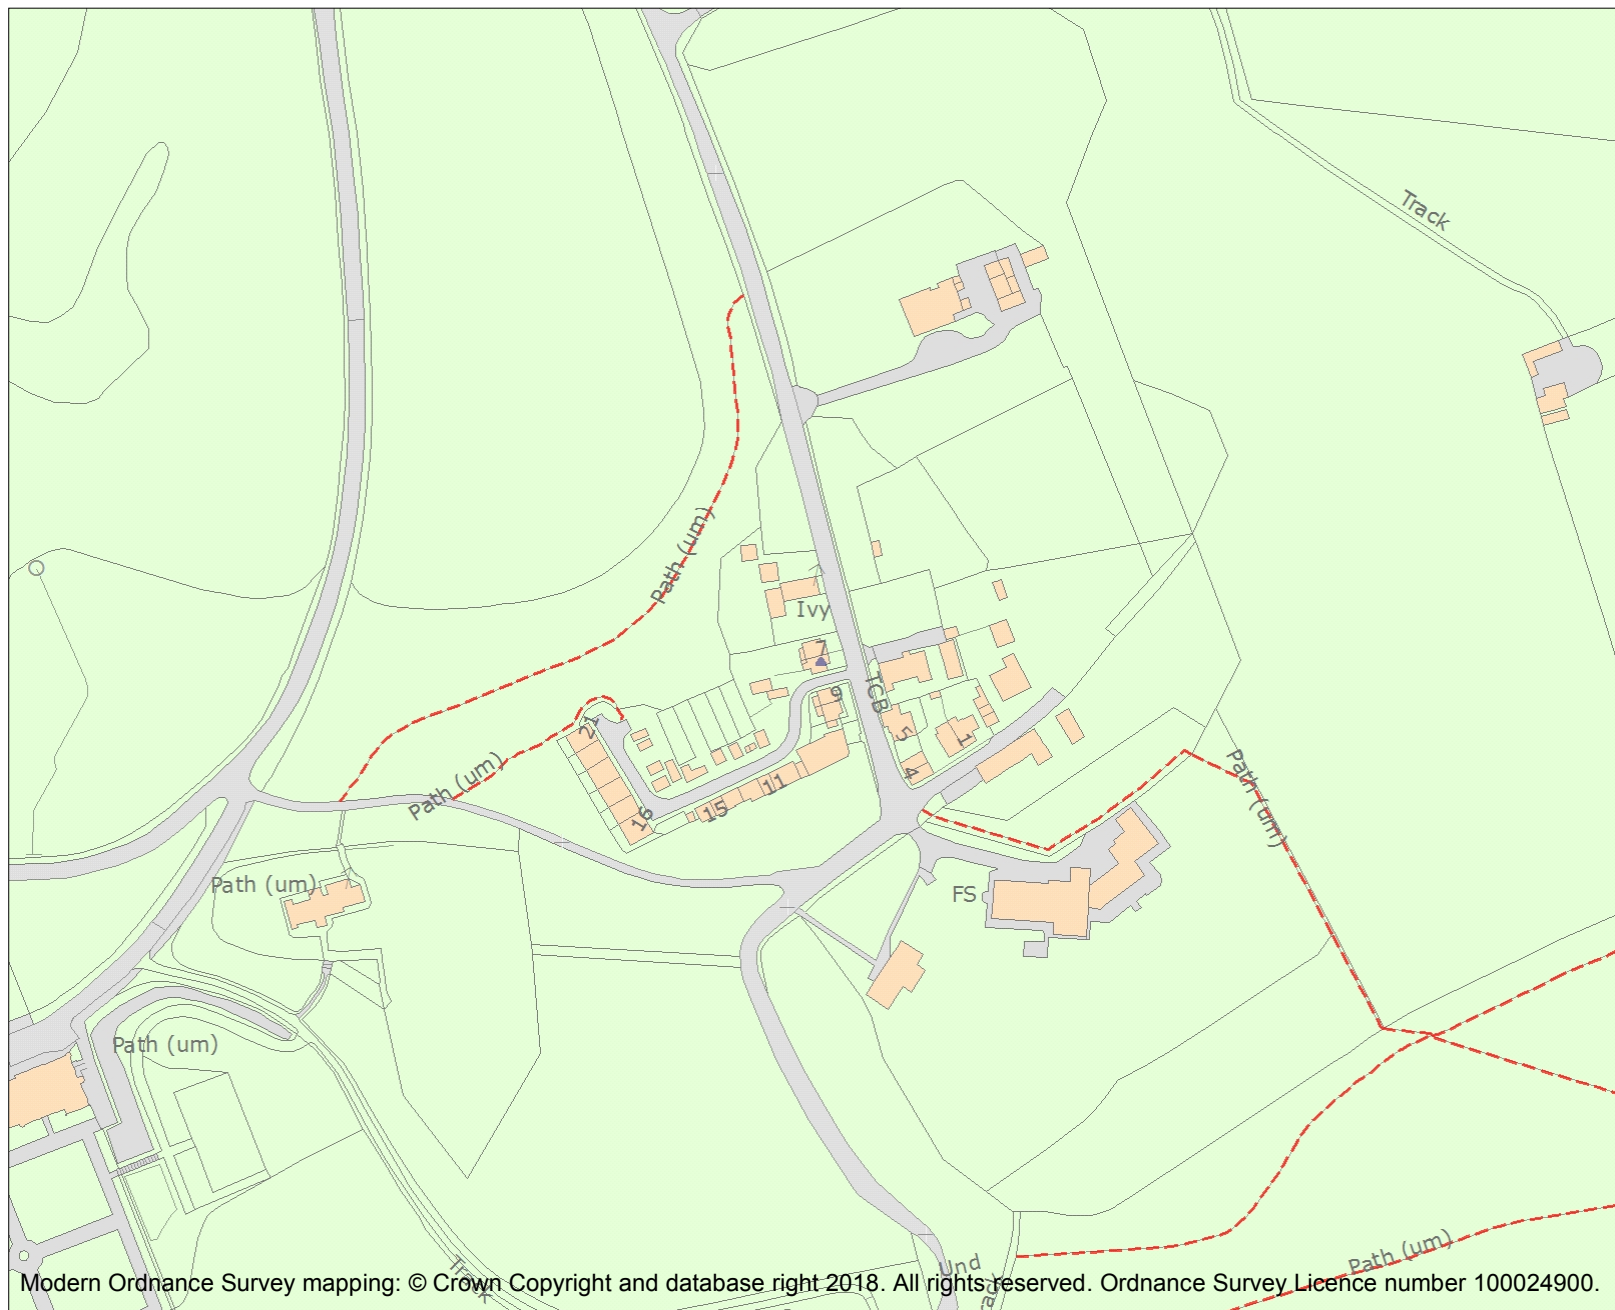 Track
Path (um)
Ivy
7
9
TCB
21
5
1
4
Path (um)
Path (um)
11
15
16
Path (um)
FS
Path (um)
Und
Path (um)
Track
Modern Ordnance Survey mapping: © Crown Copyright and database right 2018. All rights reserved. Ordnance Survey Licence number 100024900.